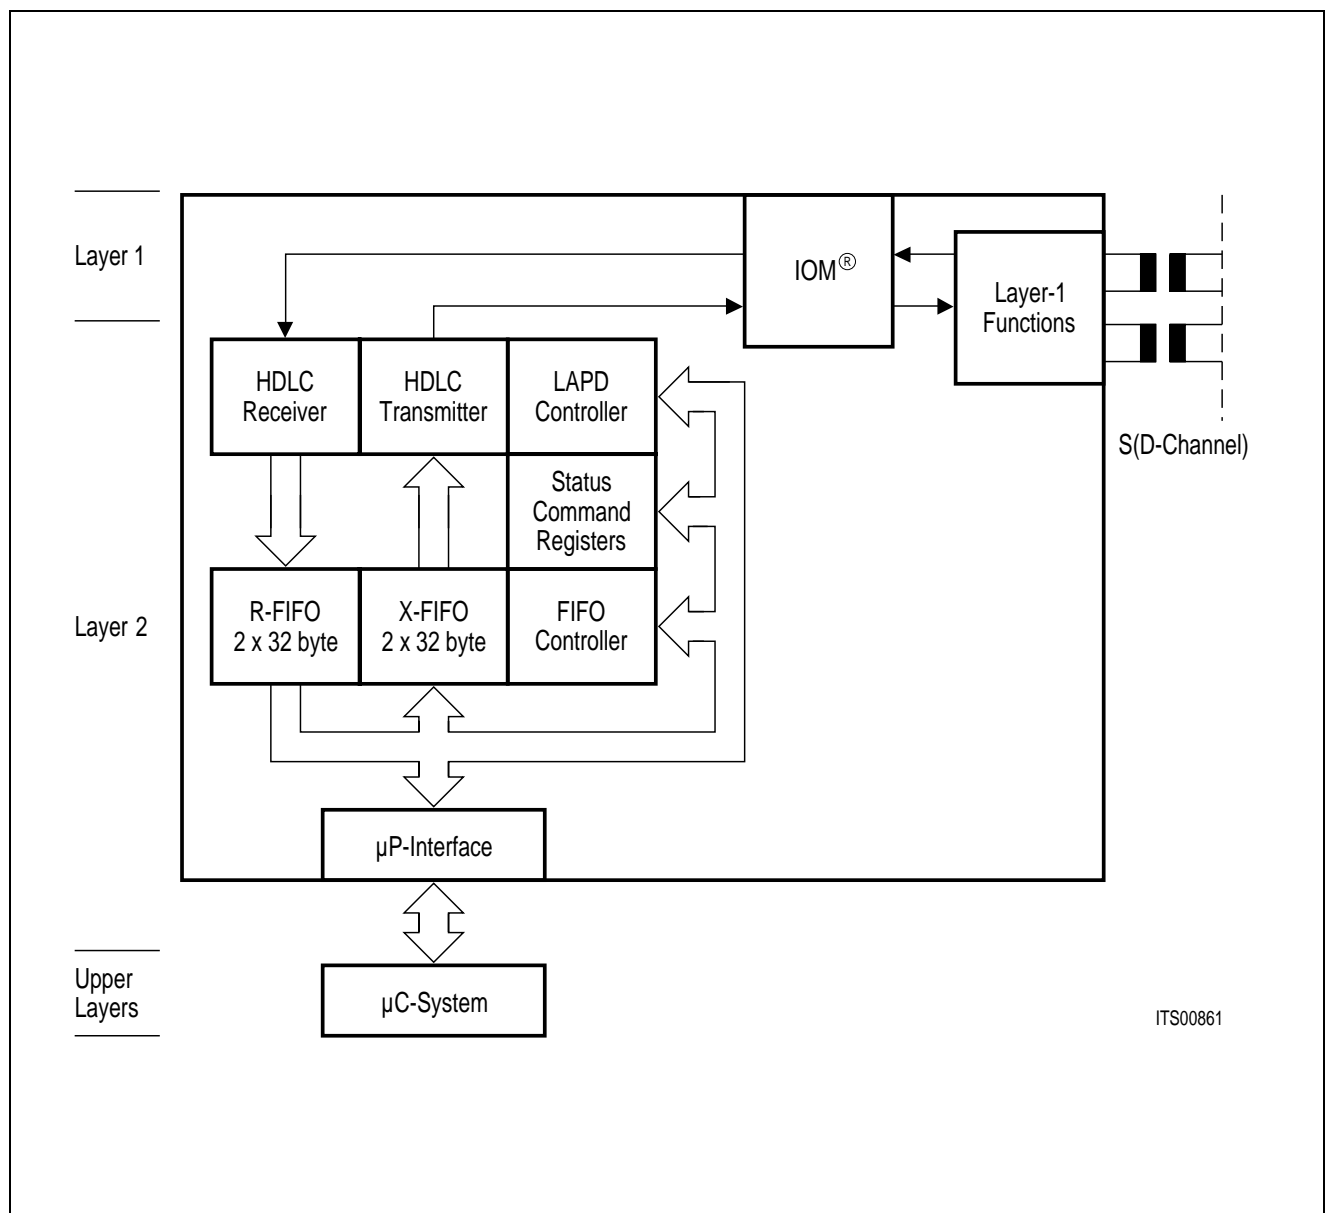 Layer 1
IOM®
Layer-1
Functions
HDLC
Receiver
HDLC
Transmitter
LAPD
Controller
S(D-Channel)
Status
Command
Registers
Layer 2
R-FIFO
2 x 32 byte
X-FIFO
2 x 32 byte
FIFO
Controller
µP-Interface
Upper
Layers
µC-System
ITS00861